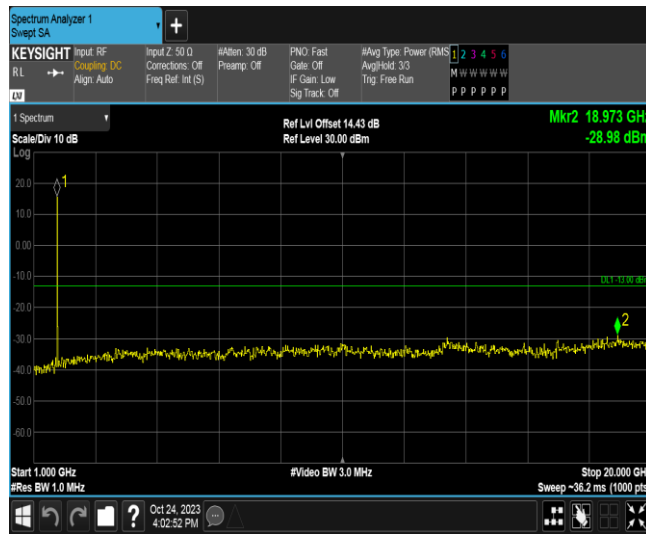 Spectrum Analyzer 1
Swept SA
+
KEYSIGHT Input: RF Input Z: 50 Ω #Atten: 30 dB PNO: Fast #Avg Type: Power (RMS 1 2 3 4 5 6
RL Coupling: DC Corrections: Off Preamp: Off Gate: Off Avg|Hold: 3/3 M W W W W W
Align: Auto Freq Ref: Int (S) IF Gain: Low Trig: Free Run
LXI Sig Track: Off P P P P P P
1 Spectrum Ref Lvl Offset 14.43 dB Mkr2 18.973 GHz
Scale/Div 10 dB Ref Level 30.00 dBm -28.98 dBm
Log
1
20.0
10.0
0.00
-10.0 DL1 -13.00 dBm
-20.0
2
-30.0
-40.0
-50.0
-60.0
Start 1.000 GHz #Video BW 3.0 MHz Stop 20.000 GH
#Res BW 1.0 MHz Sweep ~36.2 ms (1000 pts
? Oct 24, 2023
4:02:52 PM